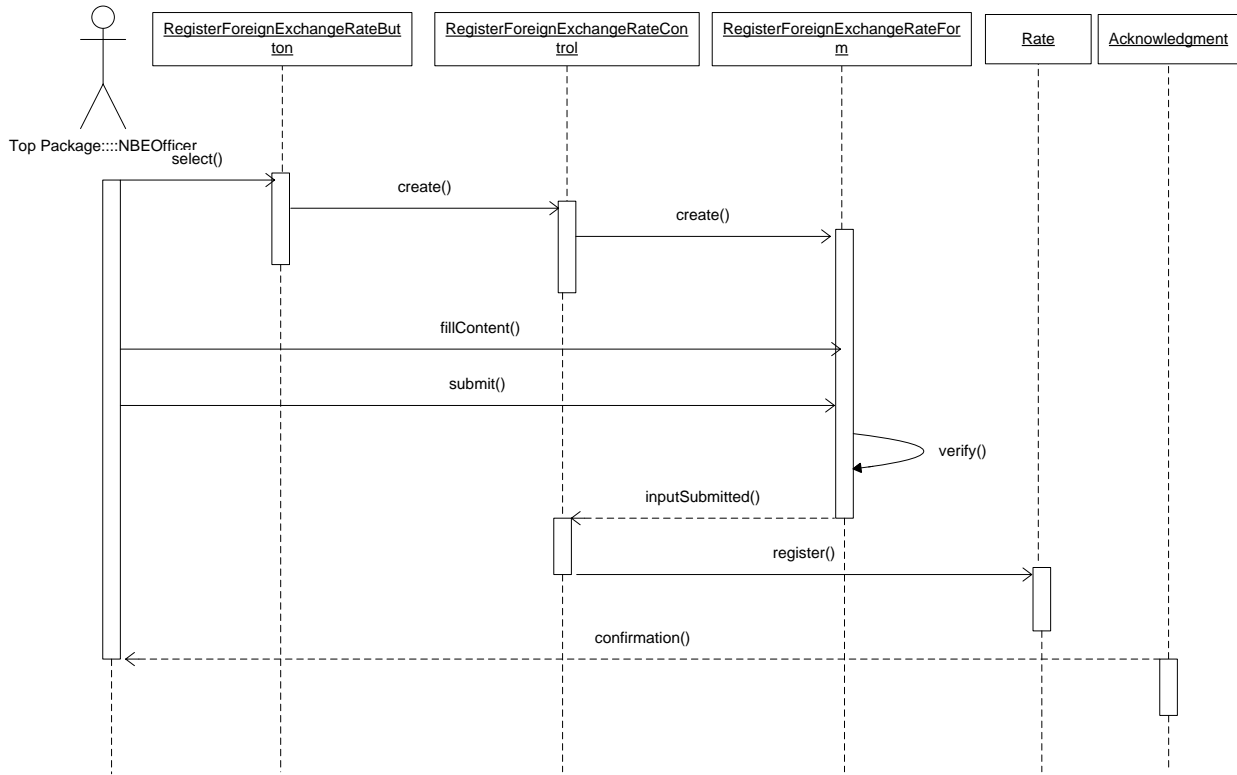 RegisterForeignExchangeRateBut
ton
RegisterForeignExchangeRateCon
trol
RegisterForeignExchangeRateFor
m
Rate
Acknowledgment
Top Package::::NBEOfficer
select()
create()
create()
fillContent()
submit()
verify()
inputSubmitted()
register()
confirmation()